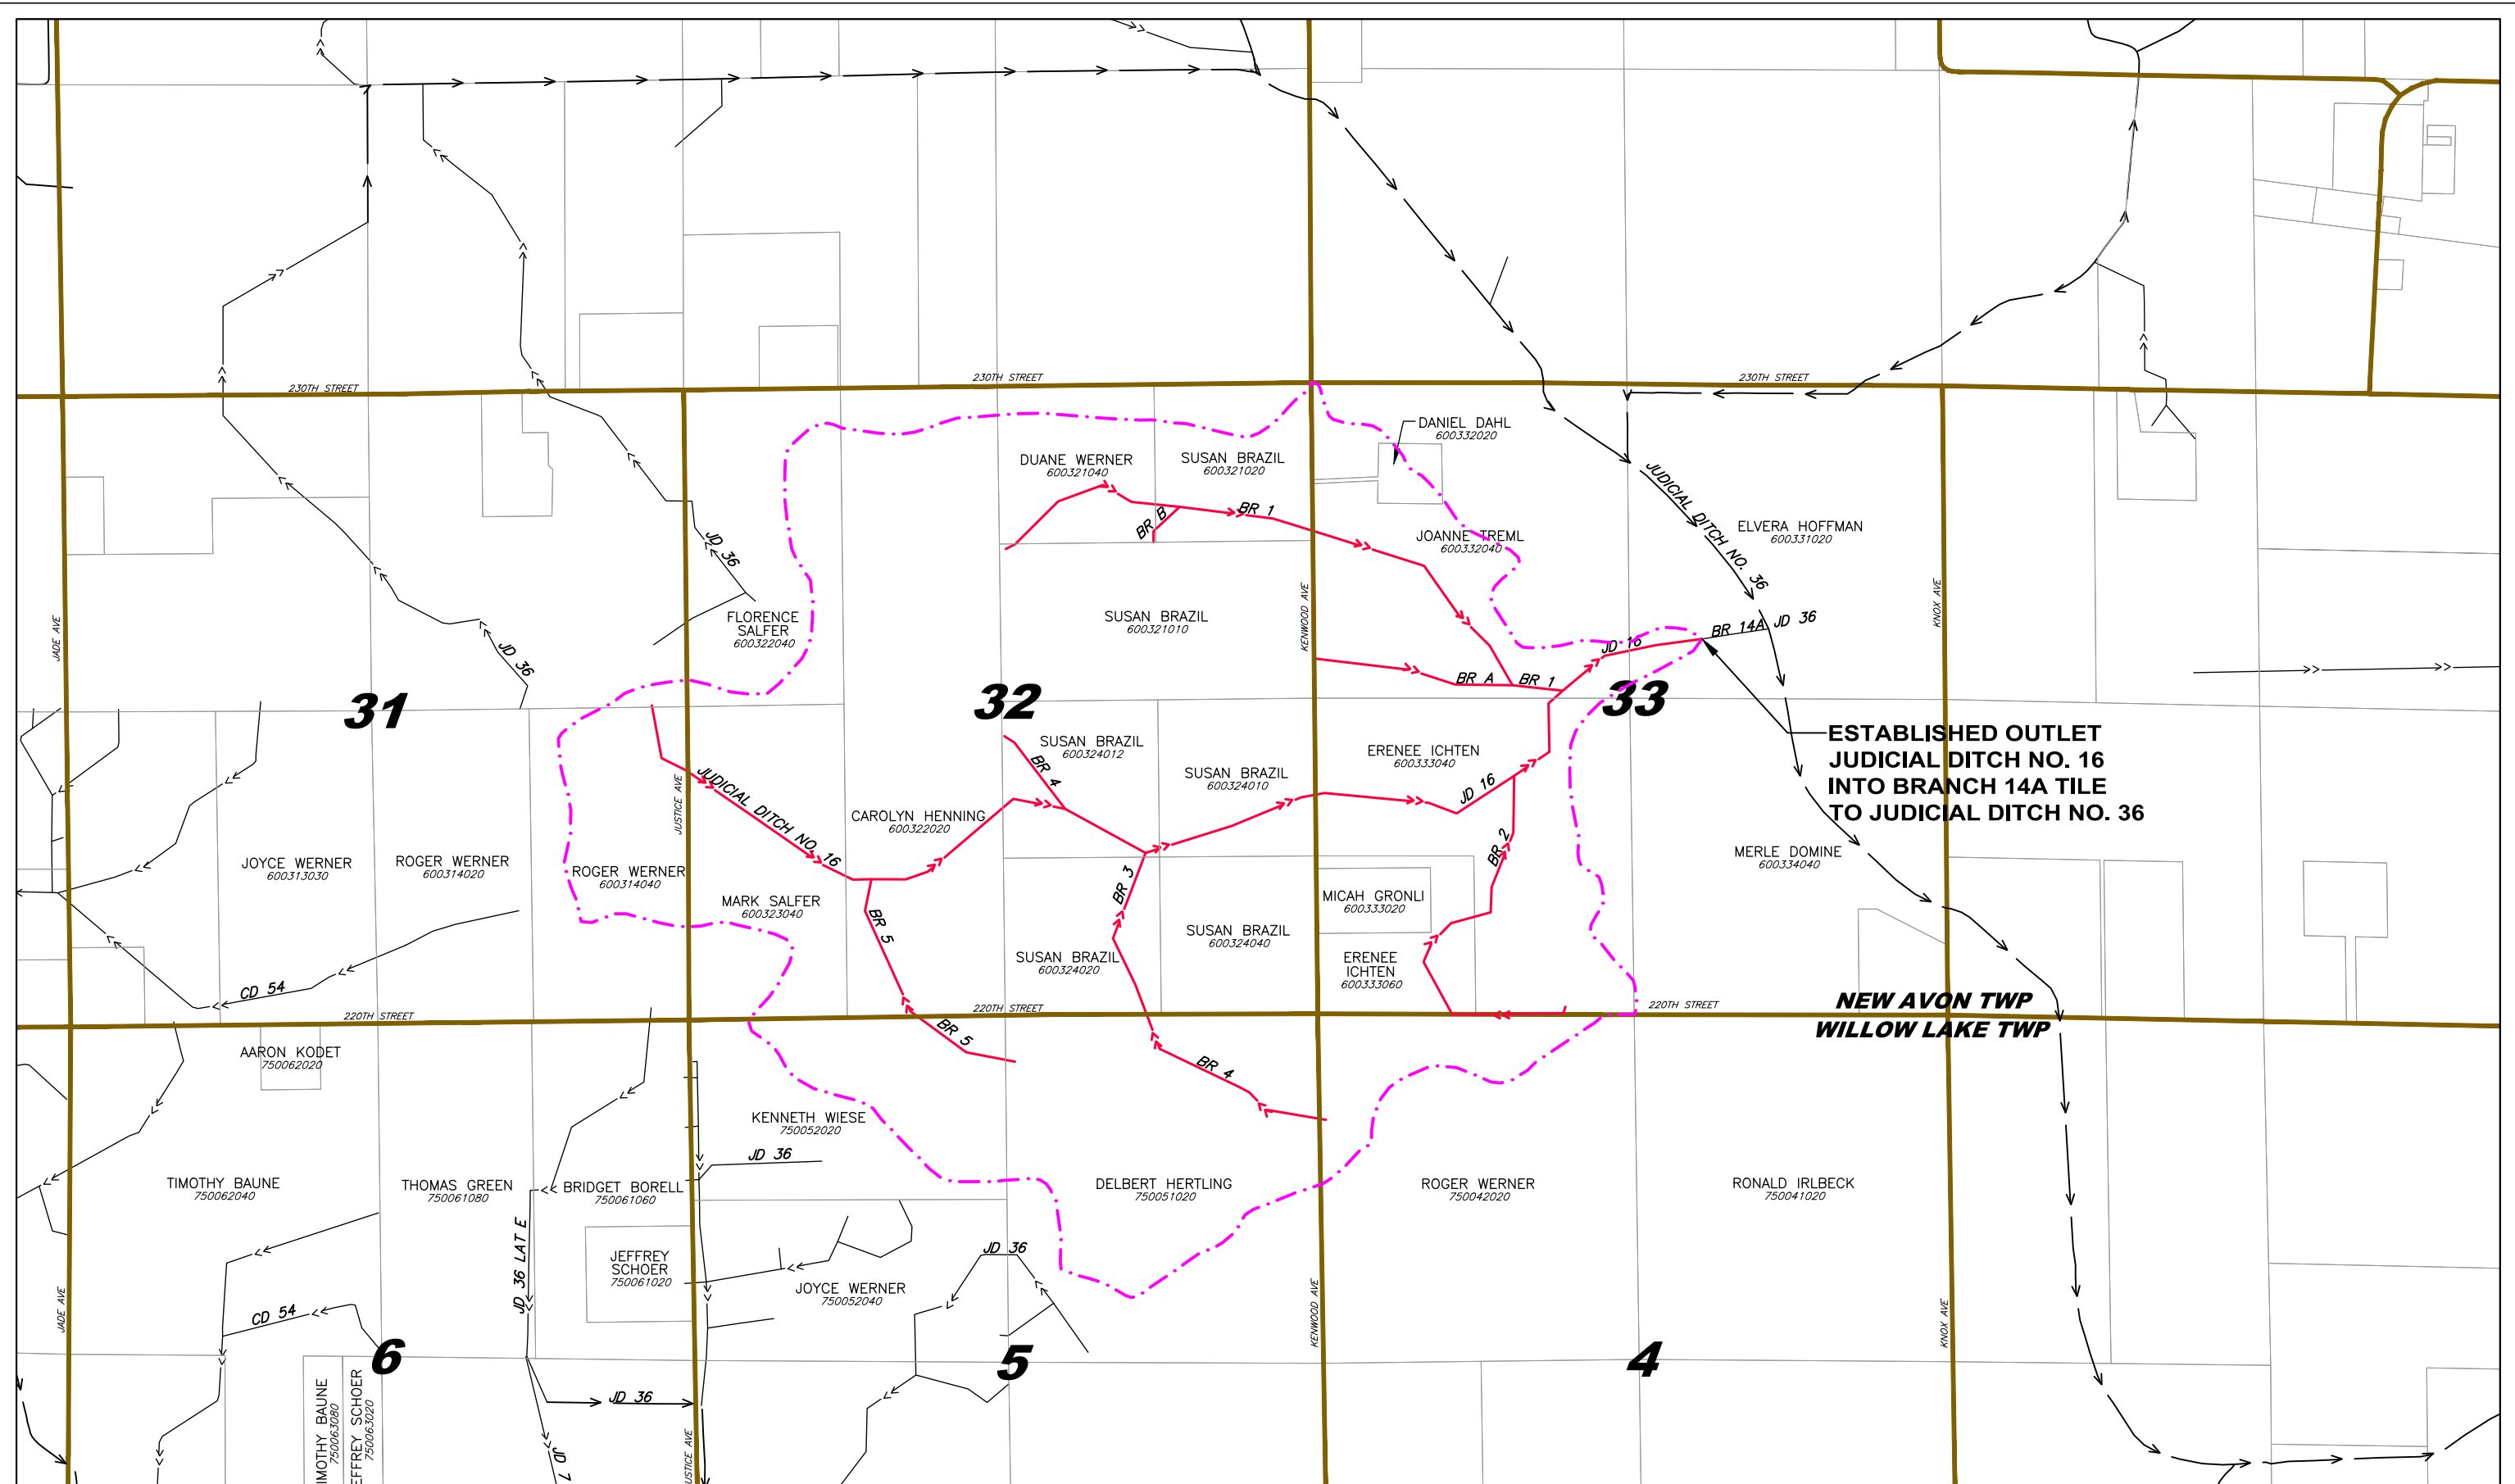 230TH STREET
230TH STREET
230TH STREET
DANIEL DAHL
600332020
DUANE WERNER
600321040
SUSAN BRAZIL
600321020
BR B
BR 1
JOANNE TREML
600332040
JUDICIAL DITCH NO. 36
ELVERA HOFFMAN
600331020
JD 36
FLORENCE
SALFER
600322040
SUSAN BRAZIL
600321010
JADE AVE
KENWOOD AVE
KNOX AVE
JD 36
JD 16
BR 14A
JD 36
BR A
BR 1
31
32
33
ESTABLISHED OUTLET
JUDICIAL DITCH NO. 16
INTO BRANCH 14A TILE
TO JUDICIAL DITCH NO. 36
SUSAN BRAZIL
600324012
BR 4
ERENEE ICHTEN
600333040
SUSAN BRAZIL
600324010
JD 16
JUSTICE AVE
JUDICIAL DITCH NO. 16
CAROLYN HENNING
600322020
JOYCE WERNER
600313030
ROGER WERNER
600314020
ROGER WERNER
600314040
MARK SALFER
600323040
BR 5
BR 3
BR 2
MERLE DOMINE
600334040
MICAH GRONLI
600333020
SUSAN BRAZIL
600324040
SUSAN BRAZIL
600324020
ERENEE
ICHTEN
600333060
CD 54
220TH STREET
220TH STREET
220TH STREET
NEW AVON TWP
WILLOW LAKE TWP
AARON KODET
750062020
BR 5
BR 4
KENNETH WIESE
750052020
JD 36
TIMOTHY BAUNE
750062040
THOMAS GREEN
750061080
BRIDGET BORELL
750061060
DELBERT HERTLING
750051020
ROGER WERNER
750042020
RONALD IRLBECK
750041020
JD 36 LAT E
JEFFREY
SCHOER
750061020
JD 36
JOYCE WERNER
750052040
JADE AVE
CD 54
KENWOOD AVE
KNOX AVE
6
5
4
IMOTHY BAUNE
750063080
EFFREY SCHOER
750063020
JD 36
JD 7
USTICE AVE